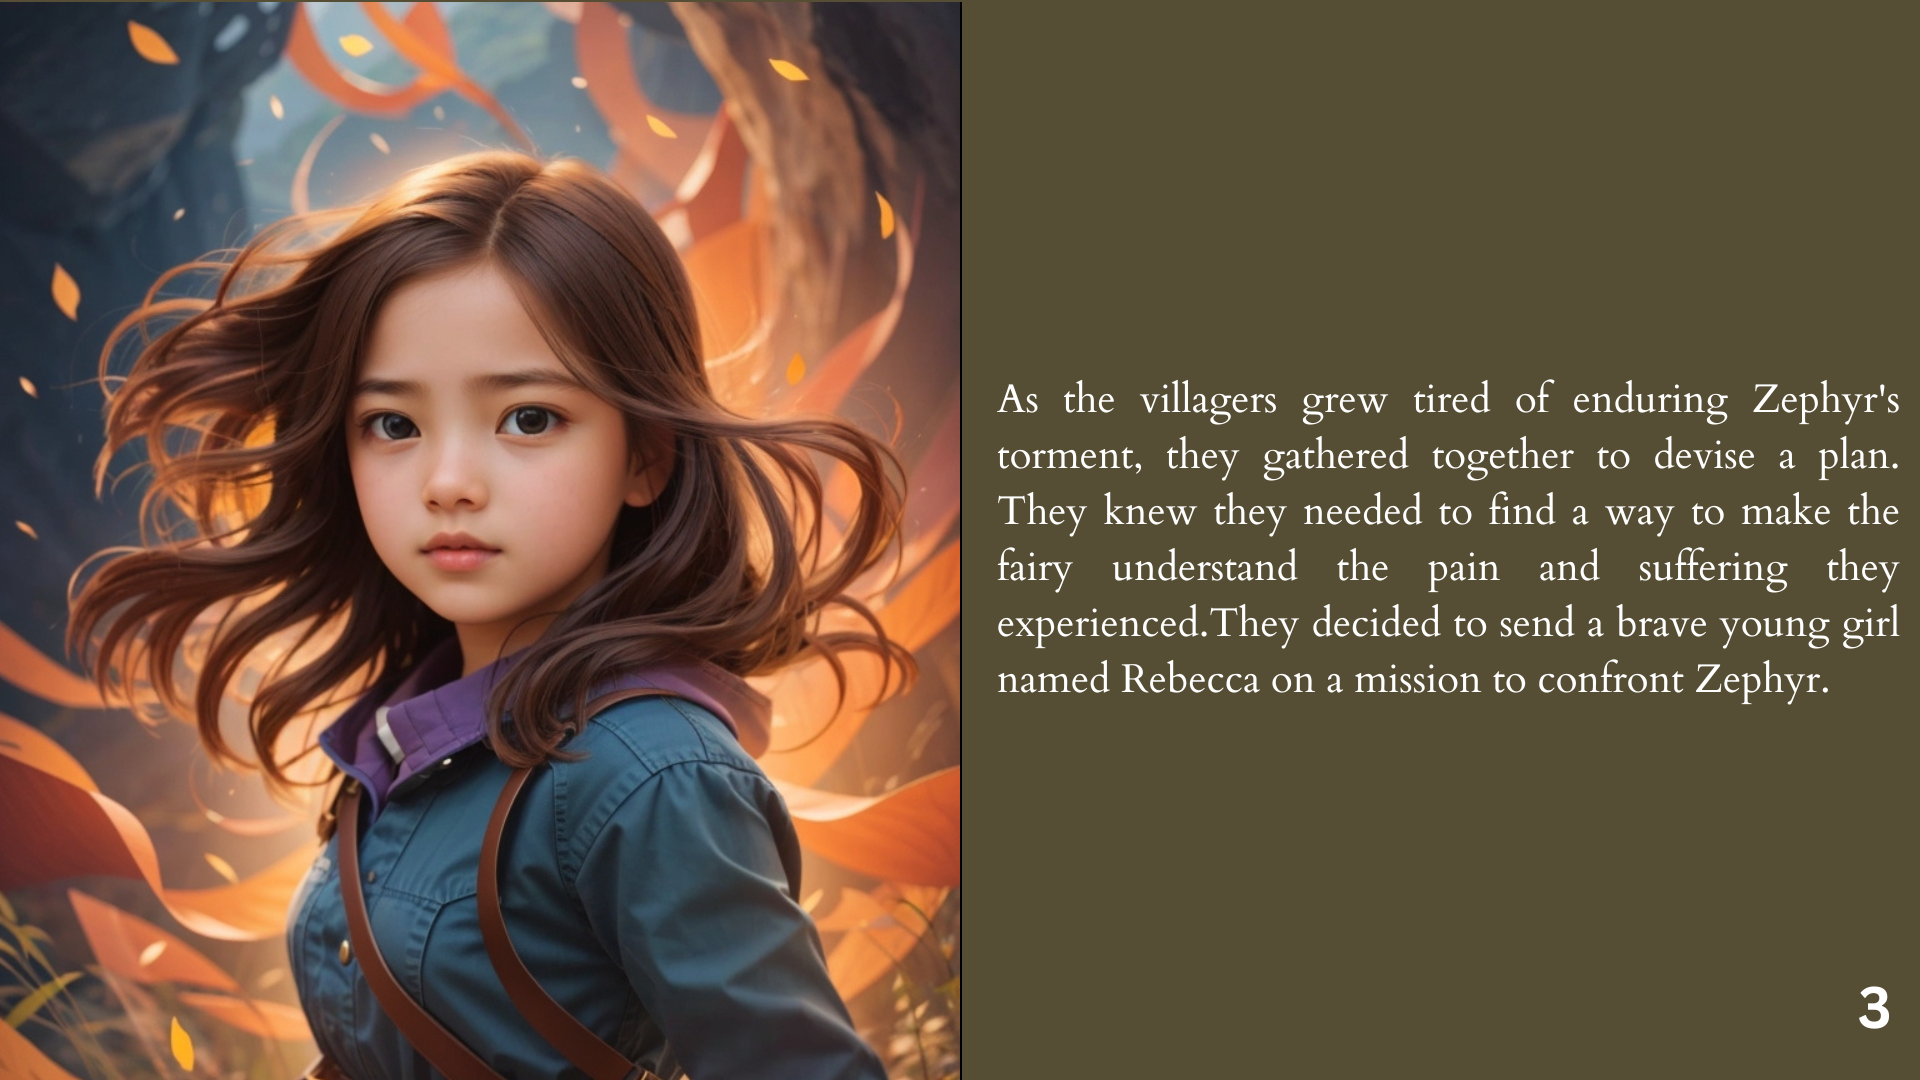 As the villagers grew tired of enduring Zephyr's
torment, they gathered together to devise a plan.
They knew they needed to find a way to make the
fairy understand the pain and suffering they
experienced.They decided to send a brave young girl
named Rebecca on a mission to confront Zephyr.
3